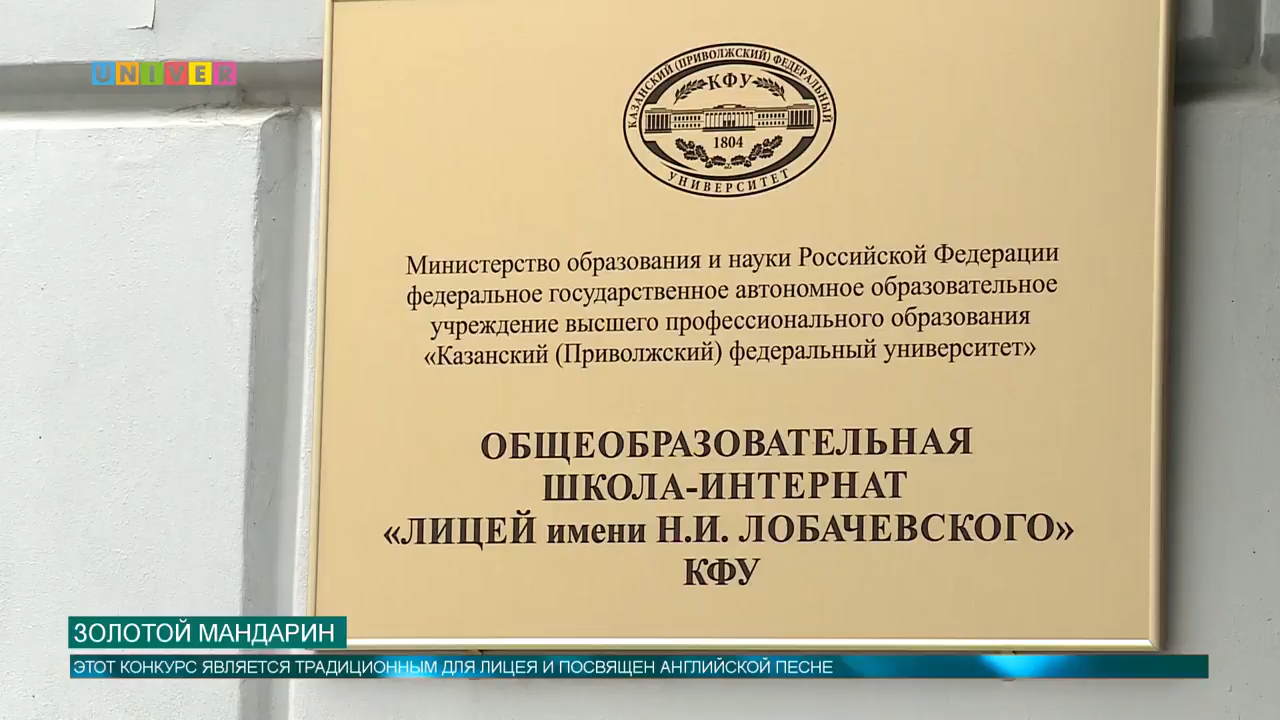 UNIVER
КАЗАНСКИЙ (ПРИВОЛЖСКИЙ) ФЕДЕРАЛЬНЫЙ
КФУ
1804
УНИВЕРСИТЕТ
Министерство образования и науки Российской Федерации
федеральное государственное автономное образовательное
учреждение высшего профессионального образования
«Казанский (Приволжский) федеральный университет»
ОБЩЕОБРАЗОВАТЕЛЬНАЯ
ШКОЛА-ИНТЕРНАТ
«ЛИЦЕЙ имени Н.И. ЛОБАЧЕВСКОГО»
КФУ
ЗОЛОТОЙ МАНДАРИН
ЭТОТ КОНКУРС ЯВЛЯЕТСЯ ТРАДИЦИОННЫМ ДЛЯ ЛИЦЕЯ И ПОСВЯЩЕН АНГЛИЙСКОЙ ПЕСНЕ